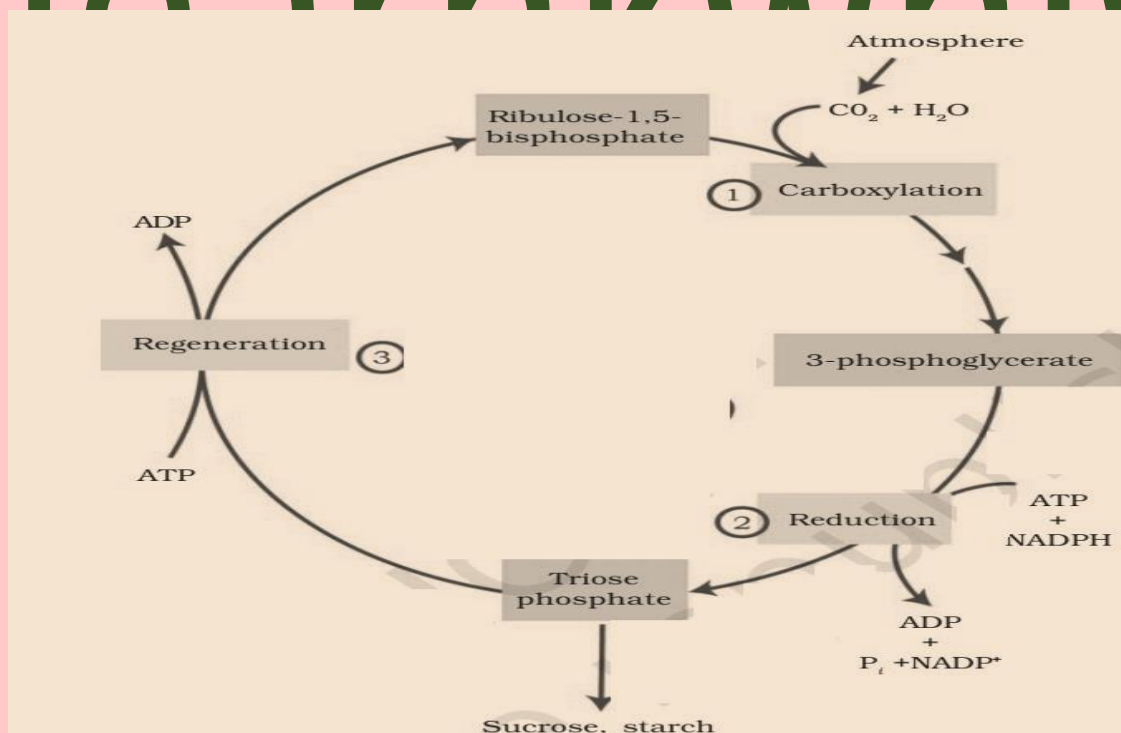 Atmosphere
C0₂ + H₂O
Ribulose-1,5-
bisphosphate
1 Carboxylation
ADP
Regeneration 3
3-phosphoglycerate
ATP
2 Reduction
ATP
+
NADPH
Triose
phosphate
ADP
+
Pᵢ +NADP⁺
Sucrose, starch